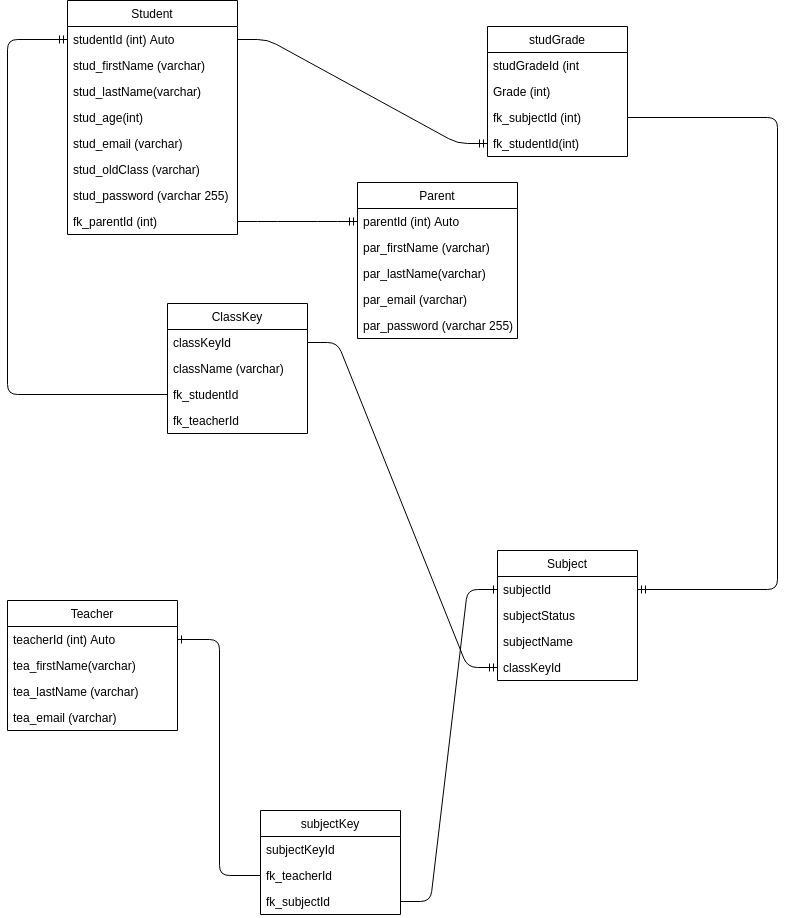 Student
studentId (int) Auto
stud_firstName (varchar)
stud_lastName(varchar)
stud_age(int)
stud_email (varchar)
stud_oldClass (varchar)
stud_password (varchar 255)
fk_parentId (int)
studGrade
studGradeId (int
Grade (int)
fk_subjectId (int)
fk_studentId(int)
Parent
parentId (int) Auto
par_firstName (varchar)
par_lastName(varchar)
par_email (varchar)
par_password (varchar 255)
ClassKey
classKeyId
className (varchar)
fk_studentId
fk_teacherId
Subject
subjectId
subjectStatus
subjectName
classKeyId
Teacher
teacherId (int) Auto
tea_firstName(varchar)
tea_lastName (varchar)
tea_email (varchar)
subjectKey
subjectKeyId
fk_teacherId
fk_subjectId